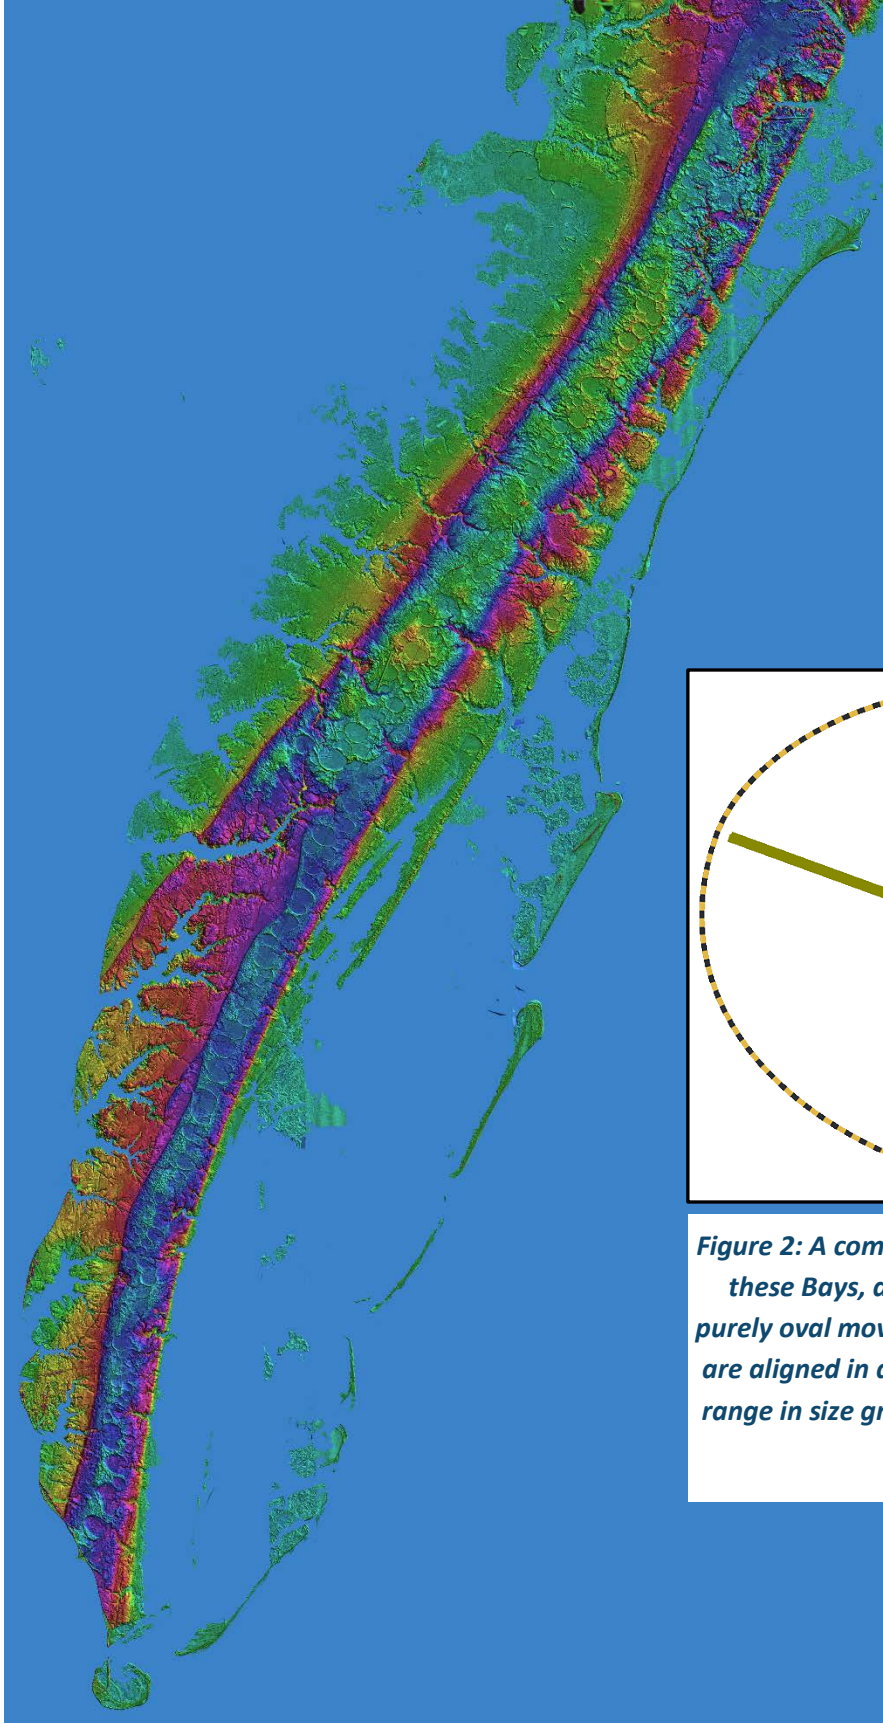 Figure 2: A com
these Bays, a
purely oval mov
are aligned in a
range in size gr